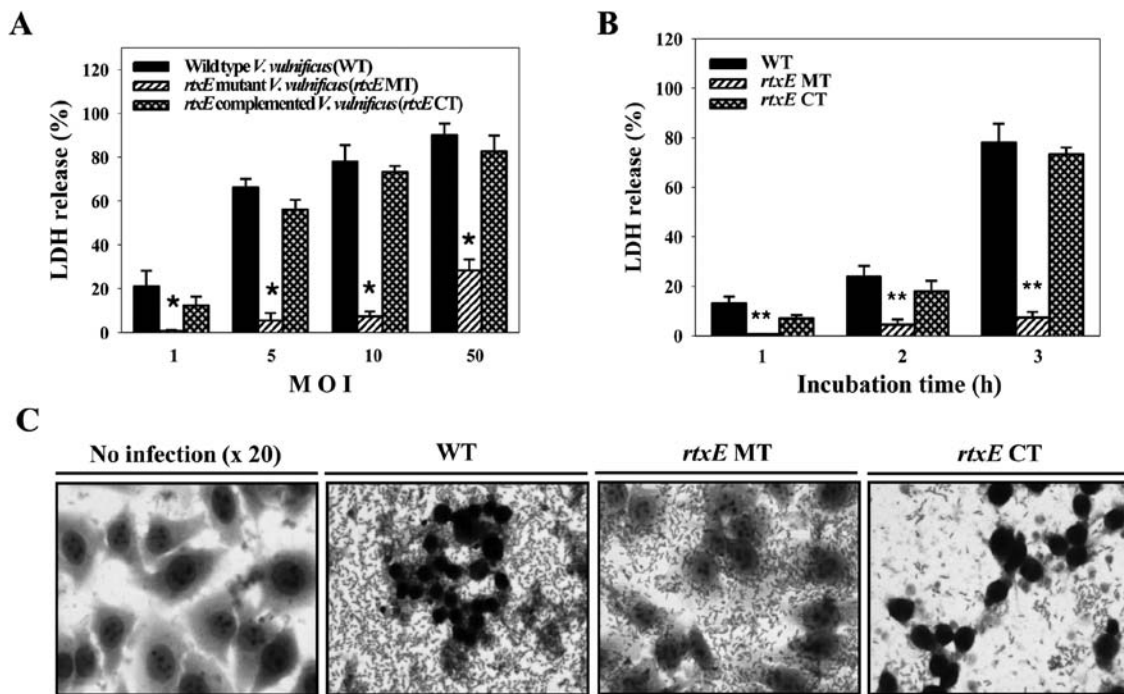 A
LDH release (%)
120
100
80
60
40
20
0
Wild type V. vulnificus (WT)
rtxE mutant V. vulnificus (rtxE MT)
rtxE complemented V. vulnificus (rtxE CT)
*
*
*
*
1 5 10 50
M O I
B
LDH release (%)
120
100
80
60
40
20
0
WT
rtxE MT
rtxE CT
**
**
**
1 2 3
Incubation time (h)
C
No infection (x 20) WT rtxE MT rtxE CT